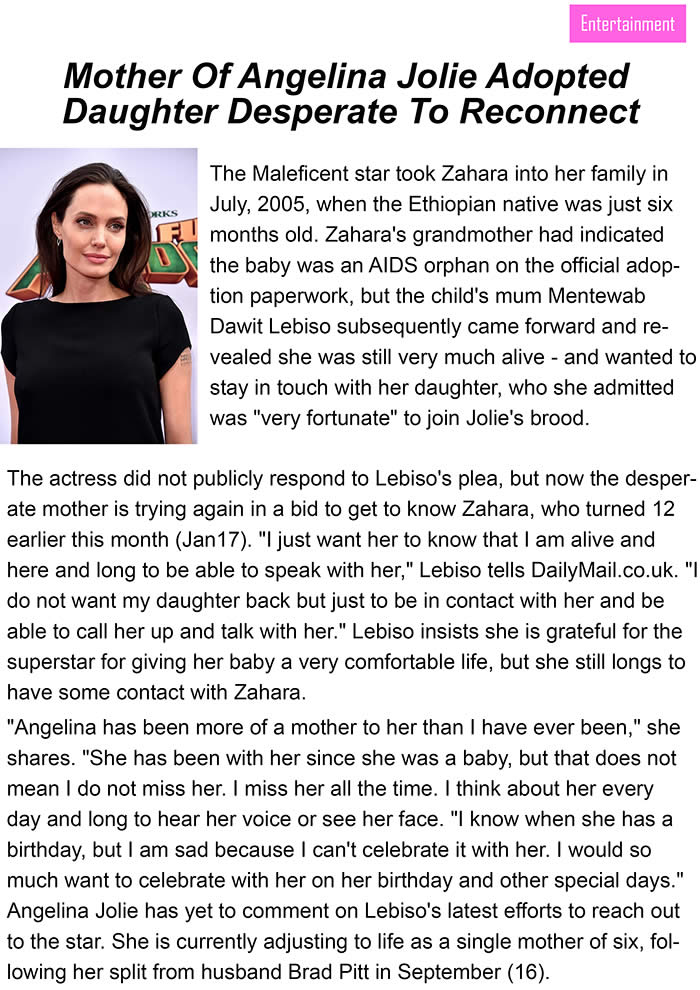 Entertainment
Mother Of Angelina Jolie Adopted
Daughter Desperate To Reconnect
The Maleficent star took Zahara into her family in
July, 2005, when the Ethiopian native was just six
months old. Zahara's grandmother had indicated
the baby was an AIDS orphan on the official adop-
tion paperwork, but the child's mum Mentewab
Dawit Lebiso subsequently came forward and re-
vealed she was still very much alive - and wanted to
stay in touch with her daughter, who she admitted
was "very fortunate" to join Jolie's brood.
The actress did not publicly respond to Lebiso's plea, but now the desper-
ate mother is trying again in a bid to get to know Zahara, who turned 12
earlier this month (Jan17). "I just want her to know that I am alive and
here and long to be able to speak with her," Lebiso tells DailyMail.co.uk. "I
do not want my daughter back but just to be in contact with her and be
able to call her up and talk with her." Lebiso insists she is grateful for the
superstar for giving her baby a very comfortable life, but she still longs to
have some contact with Zahara.
"Angelina has been more of a mother to her than I have ever been," she
shares. "She has been with her since she was a baby, but that does not
mean I do not miss her. I miss her all the time. I think about her every
day and long to hear her voice or see her face. "I know when she has a
birthday, but I am sad because I can't celebrate it with her. I would so
much want to celebrate with her on her birthday and other special days."
Angelina Jolie has yet to comment on Lebiso's latest efforts to reach out
to the star. She is currently adjusting to life as a single mother of six, fol-
lowing her split from husband Brad Pitt in September (16).